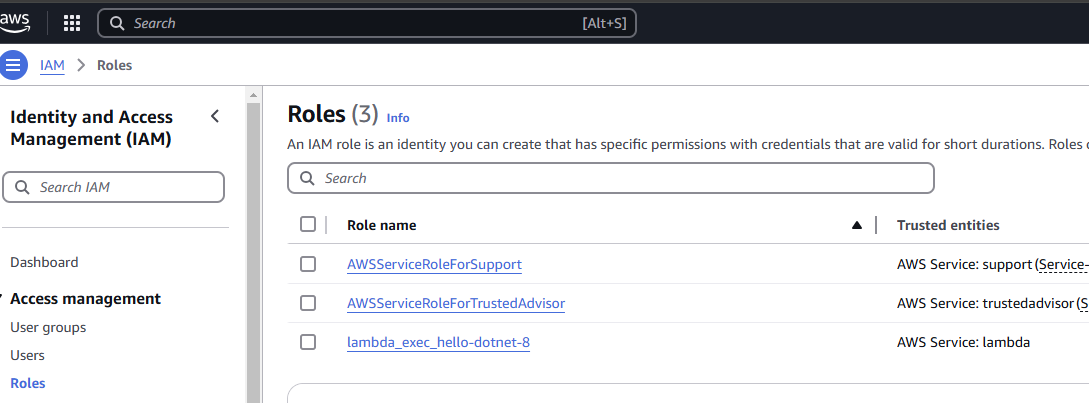 aws
Search [Alt+S]
IAM > Roles
Identity and Access
Management (IAM)
Search IAM
Dashboard
Access management
User groups
Users
Roles
Roles (3) Info
An IAM role is an identity you can create that has specific permissions with credentials that are valid for short durations. Roles
Search
Role name Trusted entities
AWSServiceRoleForSupport AWS Service: support (Service-
AWSServiceRoleForTrustedAdvisor AWS Service: trustedadvisor (S
lambda_exec_hello-dotnet-8 AWS Service: lambda